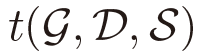 t(𝒢, 𝒟, 𝒮)